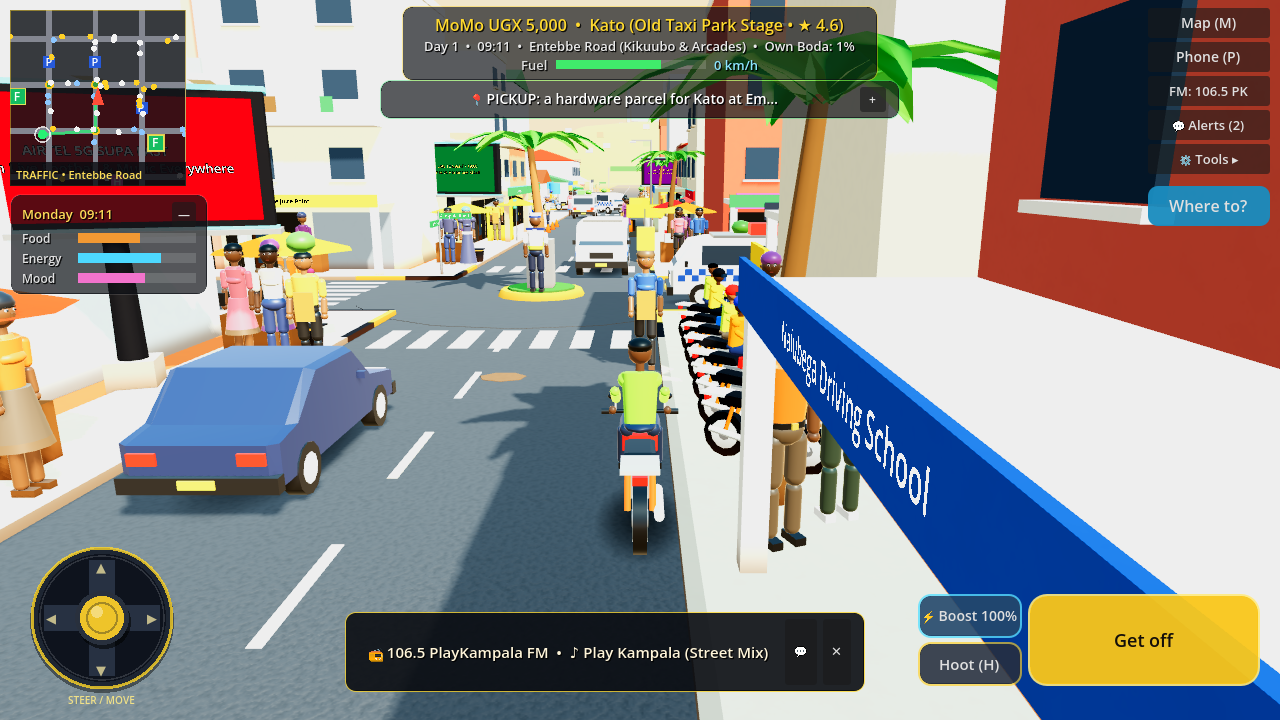 MoMo UGX 5,000 • Kato (Old Taxi Park Stage • ★ 4.6)
Day 1 • 09:11 • Entebbe Road (Kikuubo & Arcades) • Own Boda: 1%
Fuel 0 km/h
📍 PICKUP: a hardware parcel for Kato at Em...
+
P
P
F
F
TRAFFIC • Entebbe Road
Monday 09:11
—
Food
Energy
Mood
Map (M)
Phone (P)
FM: 106.5 PK
💬 Alerts (2)
⚙️ Tools ▸
Where to?
Driving School
📻 106.5 PlayKampala FM • ♪ Play Kampala (Street Mix)
💬
✕
⚡ Boost 100%
Hoot (H)
Get off
STEER / MOVE